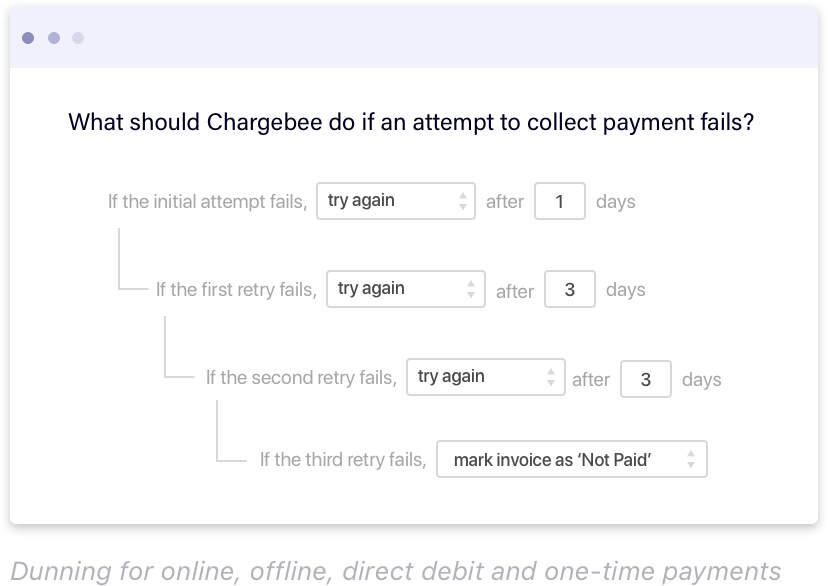 What should Chargebee do if an attempt to collect payment fails?
If the initial attempt fails, try again after 1 days
If the first retry fails, try again after 3 days
If the second retry fails, try again after 3 days
If the third retry fails, mark invoice as ‘Not Paid’
Dunning for online, offline, direct debit and one-time payments